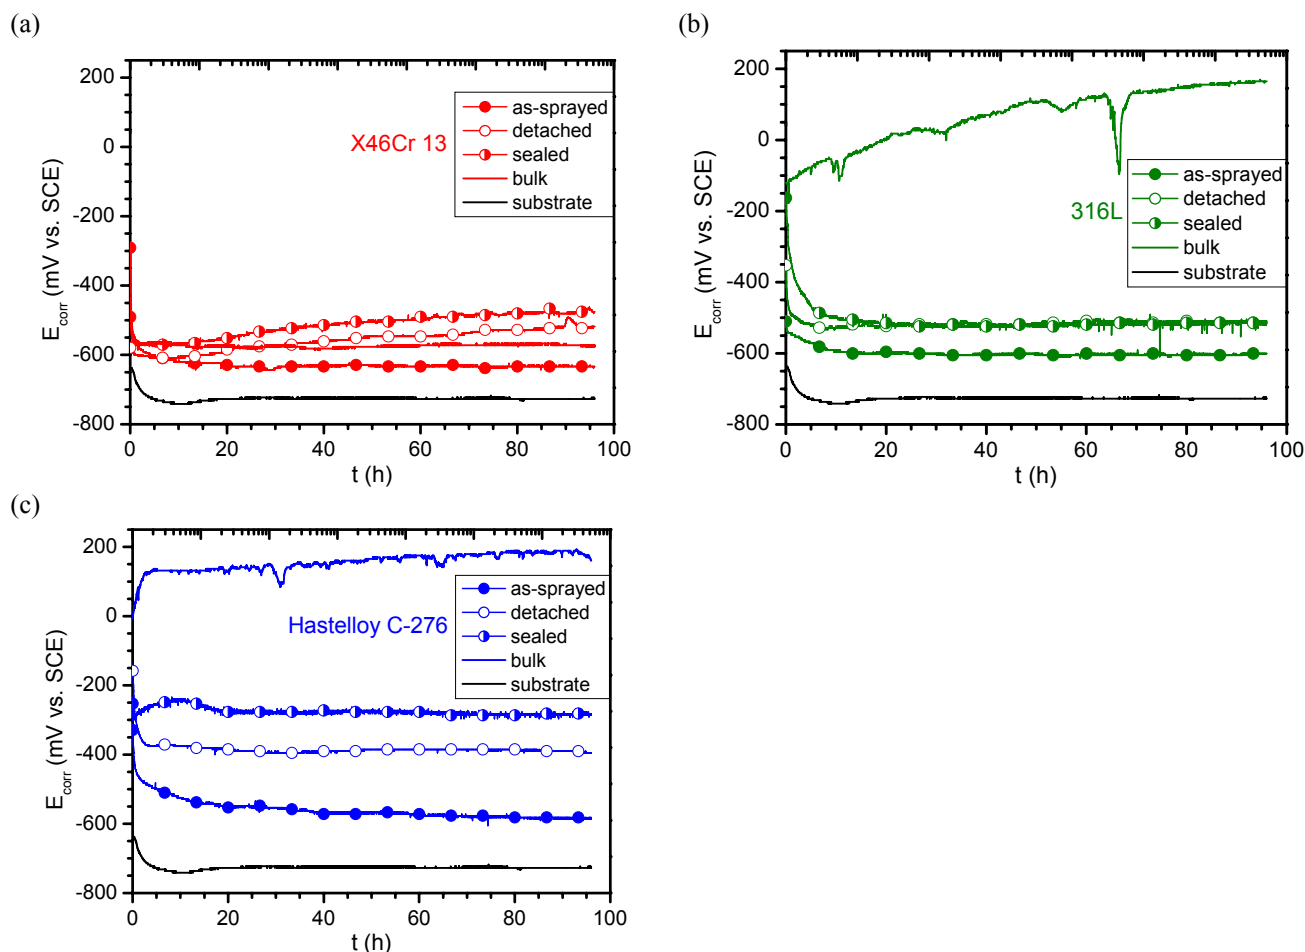 (a)
200
0
-200
-400
-600
-800
E_corr (mV vs. SCE)
X46Cr 13
as-sprayed
detached
sealed
bulk
substrate
0 20 40 60 80 100
t (h)
(b)
200
0
-200
-400
-600
-800
E_corr (mV vs. SCE)
316L
as-sprayed
detached
sealed
bulk
substrate
0 20 40 60 80 100
t (h)
(c)
200
0
-200
-400
-600
-800
E_corr (mV vs. SCE)
Hastelloy C-276
as-sprayed
detached
sealed
bulk
substrate
0 20 40 60 80 100
t (h)